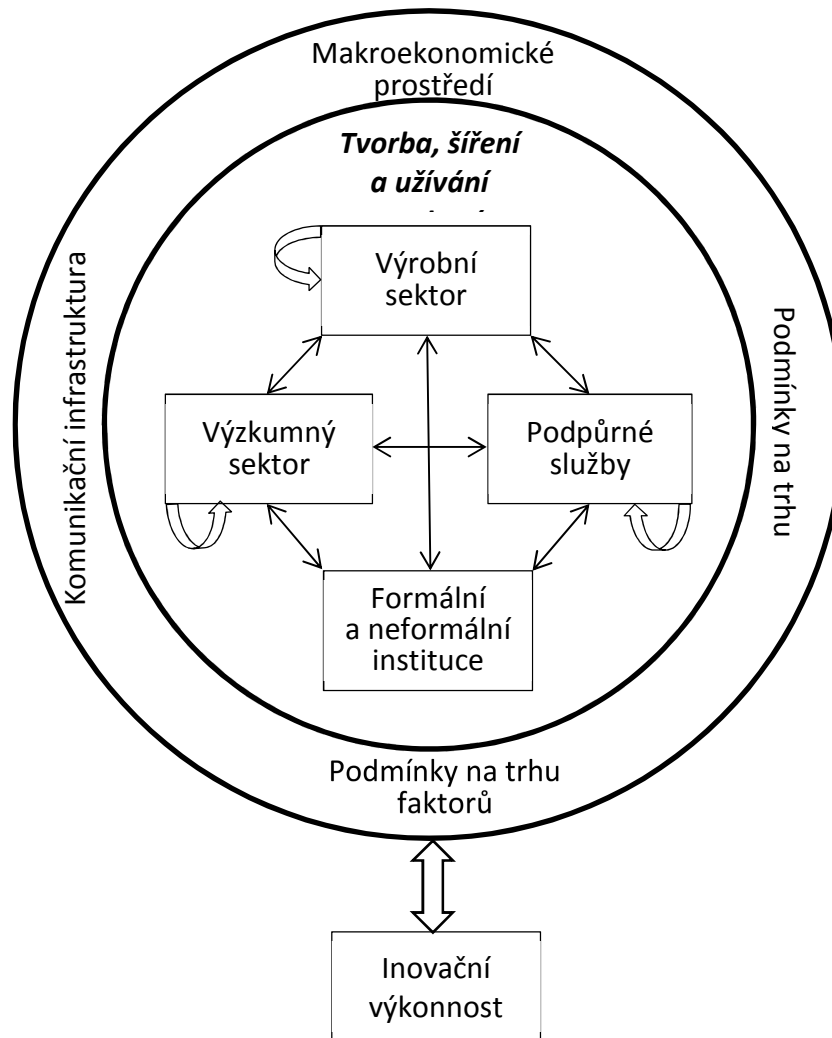 Makroekonomické
prostředí
Tvorba, šíření
a užívání
Komunikační infrastruktura
Podmínky na trhu
Výrobní
sektor
Výzkumný
sektor
Podpůrné
služby
Formální
a neformální
instituce
Podmínky na trhu
faktorů
Inovační
výkonnost